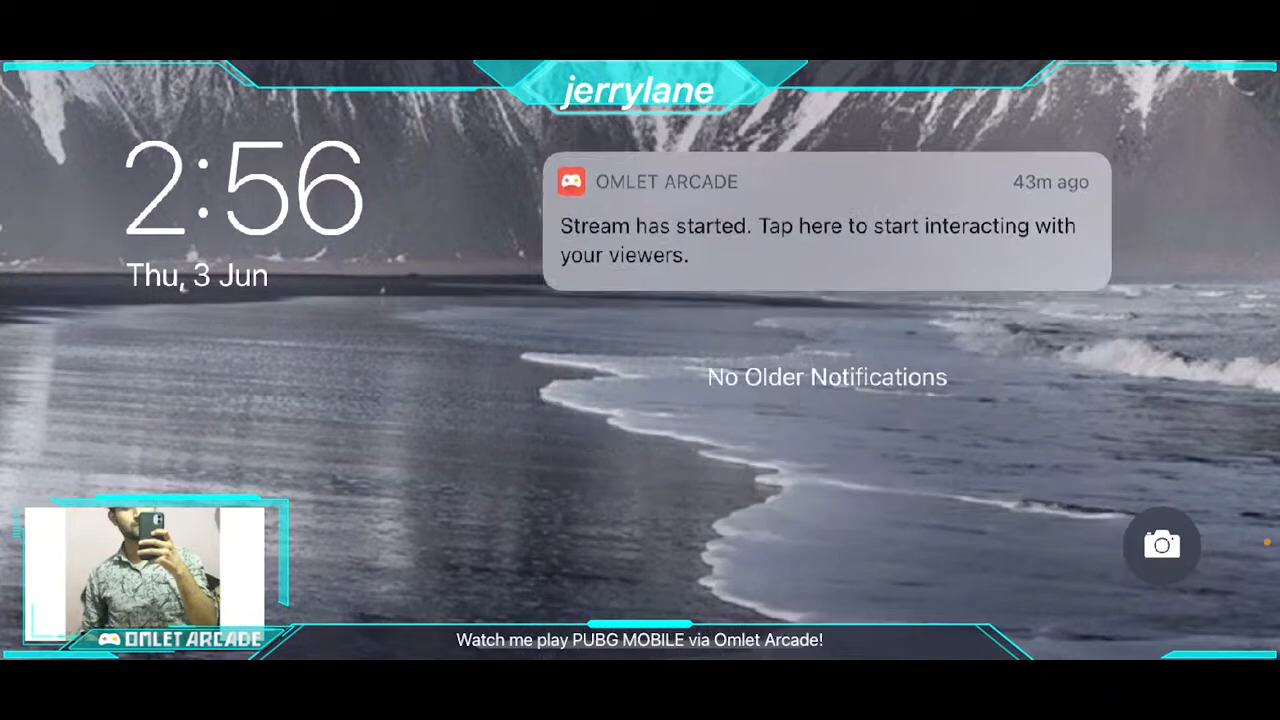 jerrylane
2:56
Thu, 3 Jun
OMLET ARCADE
43m ago
Stream has started. Tap here to start interacting with
your viewers.
No Older Notifications
OMLET ARCADE
Watch me play PUBG MOBILE via Omlet Arcade!